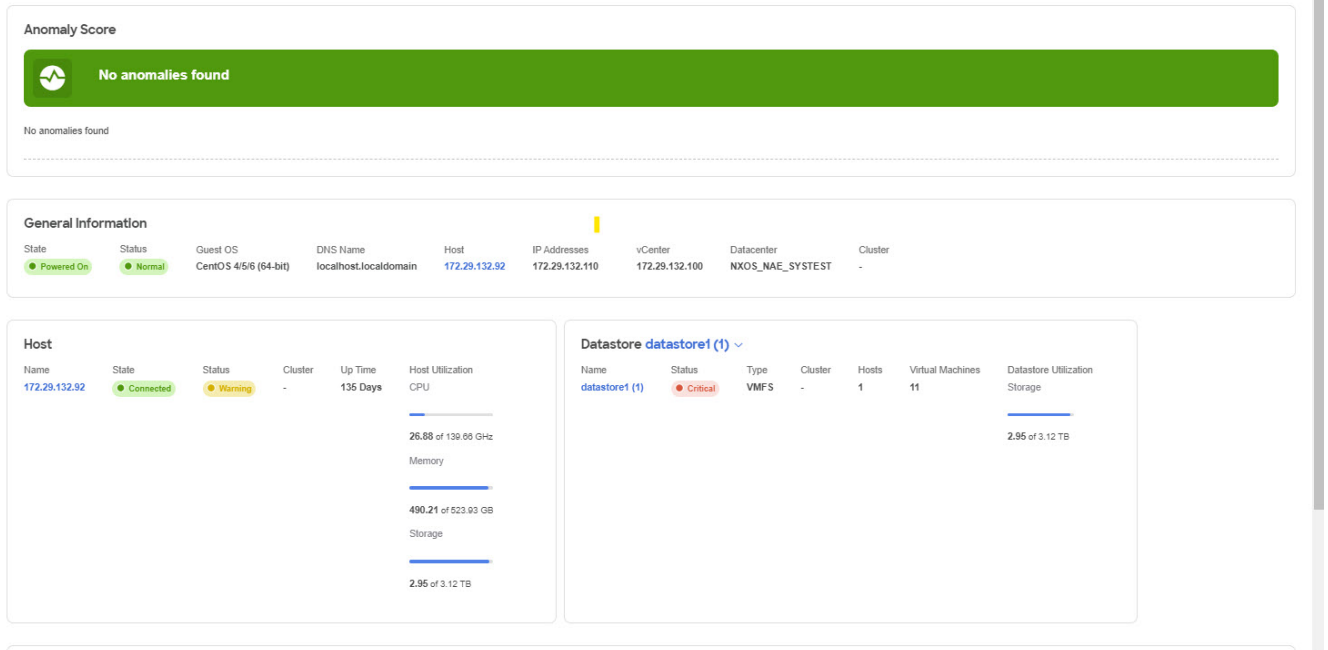 Anomaly Score
No anomalies found
No anomalies found
General Information
State Status Guest OS DNS Name Host IP Addresses vCenter Datacenter Cluster
Powered On Normal CentOS 4/5/6 (64-bit) localhost.localdomain 172.29.132.92 172.29.132.110 172.29.132.100 NXOS_NAE_SYSTEST -
Host
Name State Status Cluster Up Time Host Utilization
172.29.132.92 Connected Warning - 135 Days CPU
26.88 of 139.66 GHz
Memory
490.21 of 523.93 GB
Storage
2.95 of 3.12 TB
Datastore datastore1 (1)
Name Status Type Cluster Hosts Virtual Machines Datastore Utilization
datastore1 (1) Critical VMFS - 1 11 Storage
2.95 of 3.12 TB